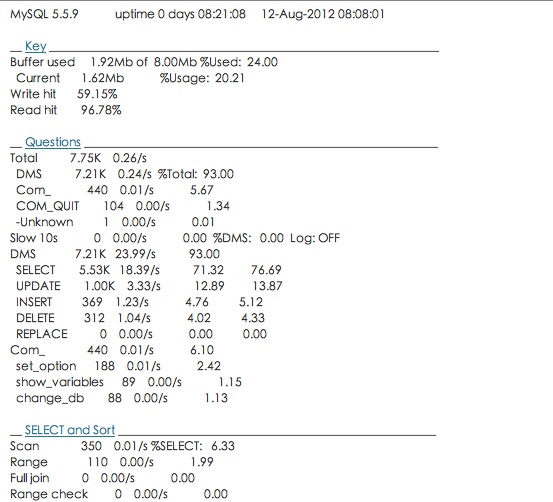 MySQL 5.5.9 uptime 0 days 08:21:08 12-Aug-2012 08:08:01
__ Key ______
Buffer used 1.92Mb of 8.00Mb %Used: 24.00
Current 1.62Mb %Usage: 20.21
Write hit 59.15%
Read hit 96.78%
__ Questions ______
Total 7.75K 0.26/s
DMS 7.21K 0.24/s %Total: 93.00
Com_ 440 0.01/s 5.67
COM_QUIT 104 0.00/s 1.34
-Unknown 1 0.00/s 0.01
Slow 10s 0 0.00/s 0.00 %DMS: 0.00 Log: OFF
DMS 7.21K 23.99/s 93.00
SELECT 5.53K 18.39/s 71.32 76.69
UPDATE 1.00K 3.33/s 12.89 13.87
INSERT 369 1.23/s 4.76 5.12
DELETE 312 1.04/s 4.02 4.33
REPLACE 0 0.00/s 0.00 0.00
Com_ 440 0.01/s 6.10
set_option 188 0.01/s 2.42
show_variables 89 0.00/s 1.15
change_db 88 0.00/s 1.13
__ SELECT and Sort ______
Scan 350 0.01/s %SELECT: 6.33
Range 110 0.00/s 1.99
Full join 0 0.00/s 0.00
Range check 0 0.00/s 0.00